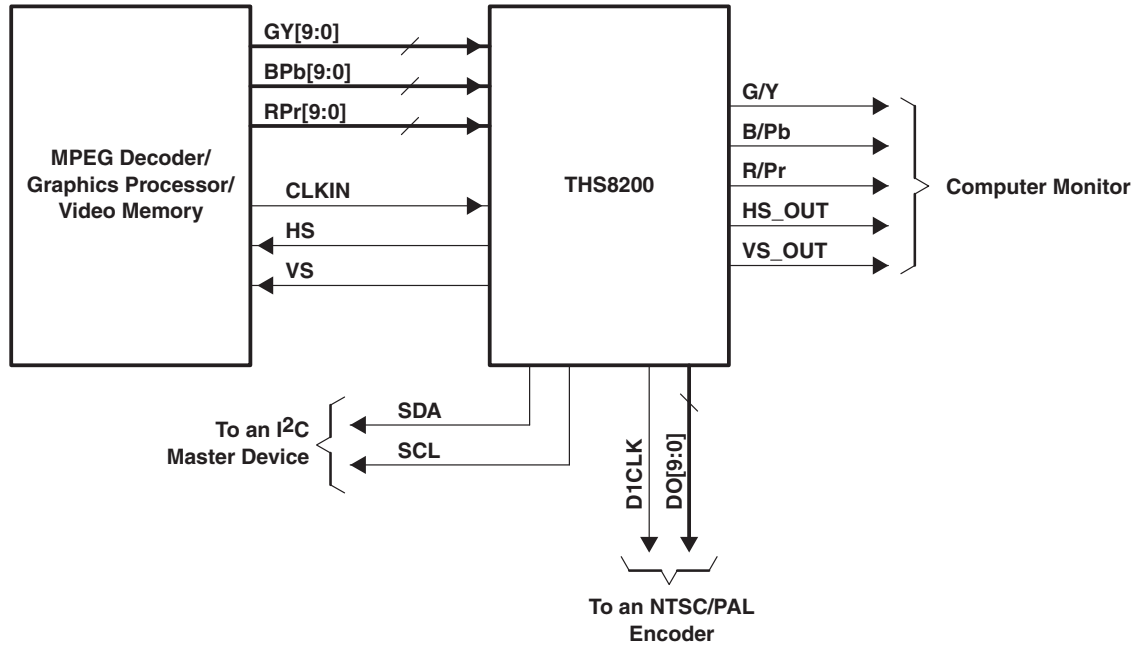 GY[9:0]
BPb[9:0]
RPr[9:0]
MPEG Decoder/
Graphics Processor/
Video Memory
CLKIN
HS
VS
THS8200
G/Y
B/Pb
R/Pr
HS_OUT
VS_OUT
Computer Monitor
SDA
SCL
To an I²C
Master Device
D1CLK
DO[9:0]
To an NTSC/PAL
Encoder